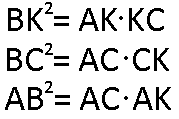 BK²= AK·KC
BC²= AC·CK
AB²= AC·AK